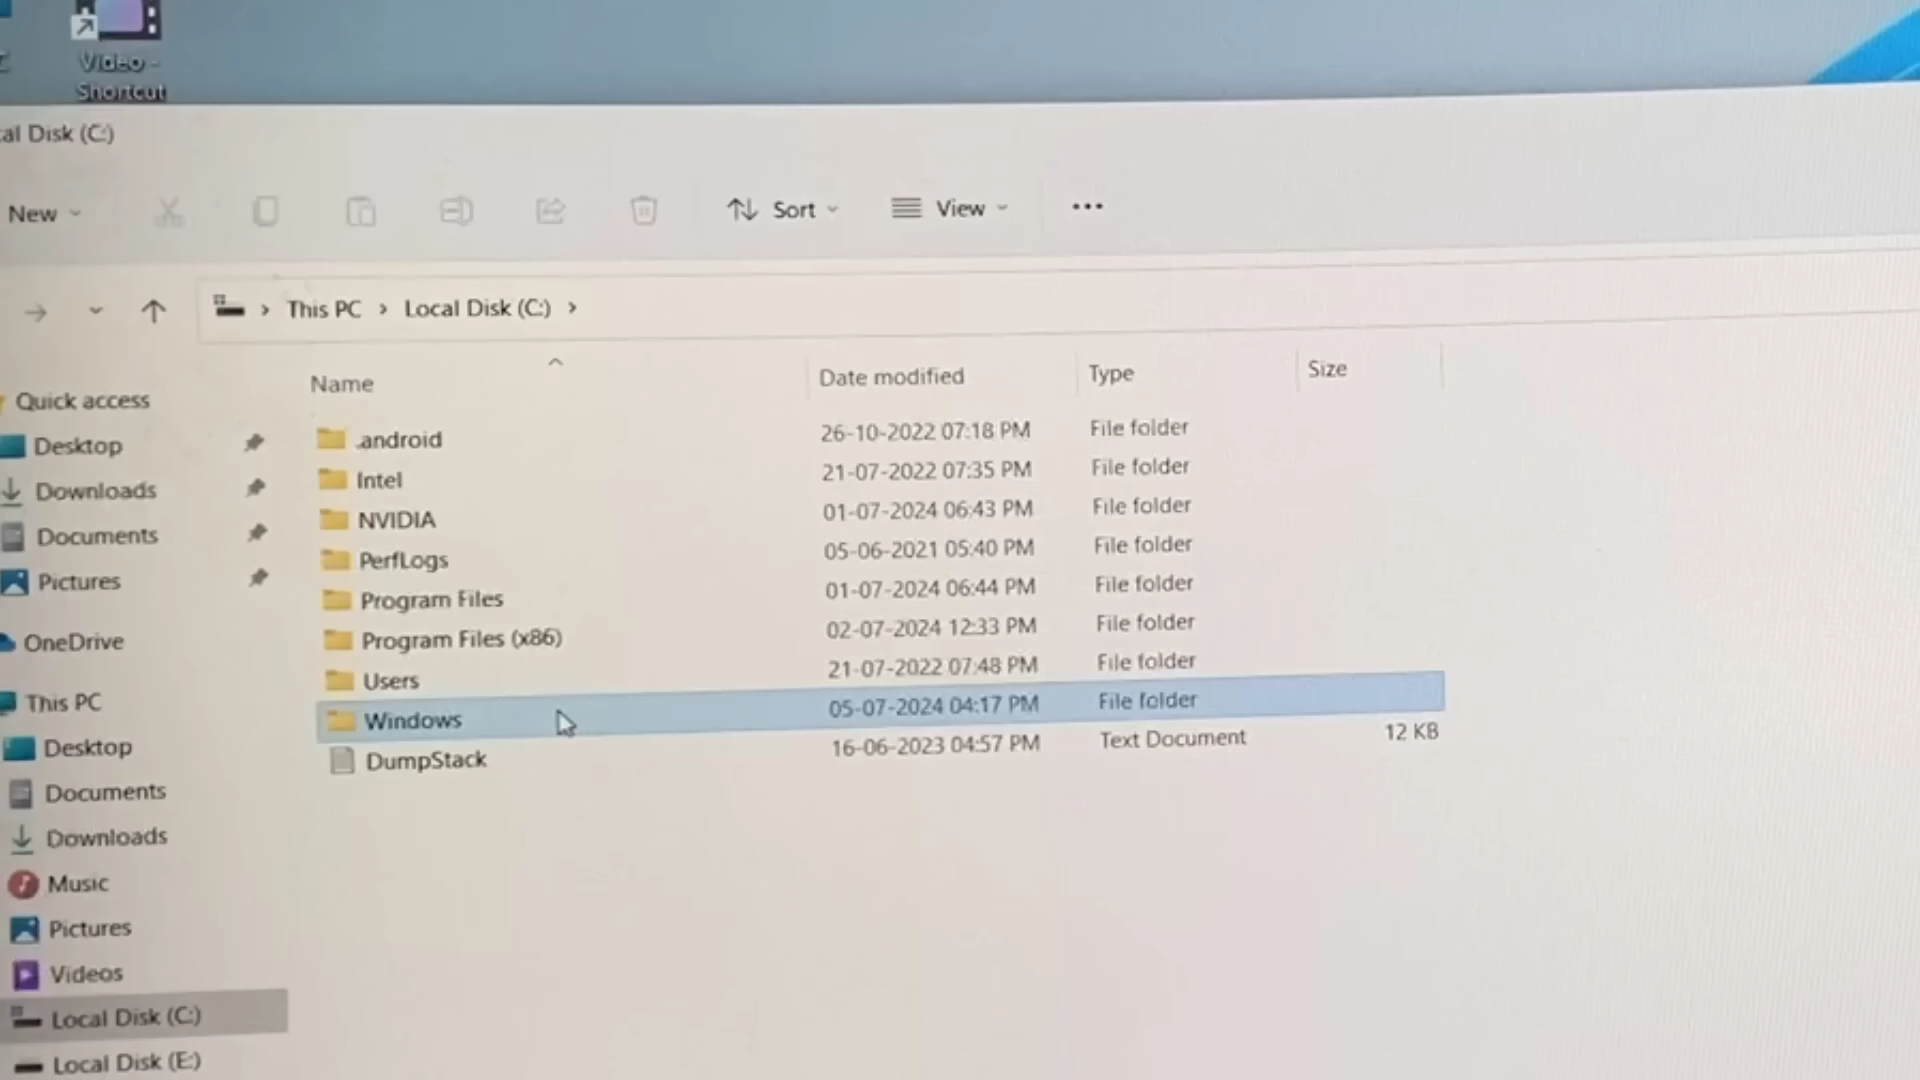 Video -
Shortcut
cal Disk (C:)
New
Sort
View
This PC > Local Disk (C:) >
Name Date modified Type Size
Quick access
Desktop
Downloads
Documents
Pictures
OneDrive
This PC
Desktop
Documents
Downloads
Music
Pictures
Videos
Local Disk (C:)
Local Disk (E:)
.android 26-10-2022 07:18 PM File folder
Intel 21-07-2022 07:35 PM File folder
NVIDIA 01-07-2024 06:43 PM File folder
PerfLogs 05-06-2021 05:40 PM File folder
Program Files 01-07-2024 06:44 PM File folder
Program Files (x86) 02-07-2024 12:33 PM File folder
Users 21-07-2022 07:48 PM File folder
Windows 05-07-2024 04:17 PM File folder
DumpStack 16-06-2023 04:57 PM Text Document 12 KB